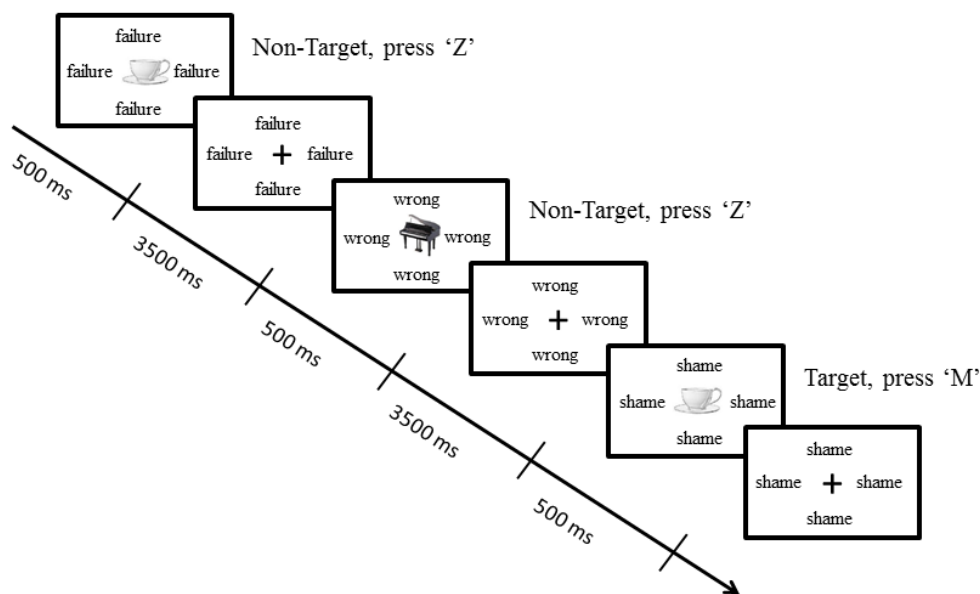 failure
failure failure
failure
Non-Target, press ‘Z’
failure
failure + failure
failure
wrong
wrong wrong
wrong
Non-Target, press ‘Z’
wrong
wrong + wrong
wrong
shame
shame shame
shame
Target, press ‘M’
shame
shame + shame
shame
500 ms
3500 ms
500 ms
3500 ms
500 ms